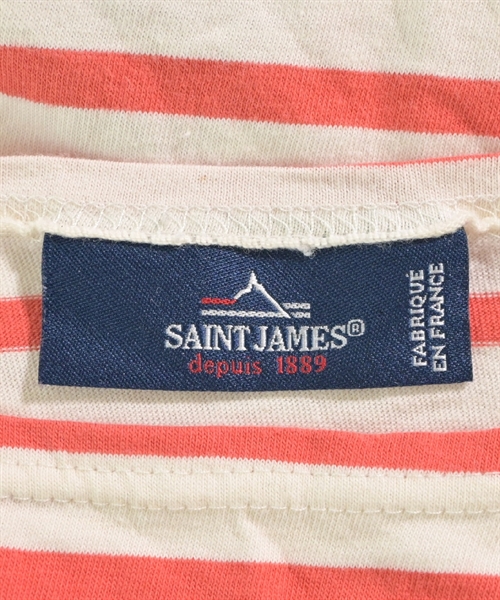 SAINT JAMES®
depuis 1889
FABRIQUÉ
EN FRANCE